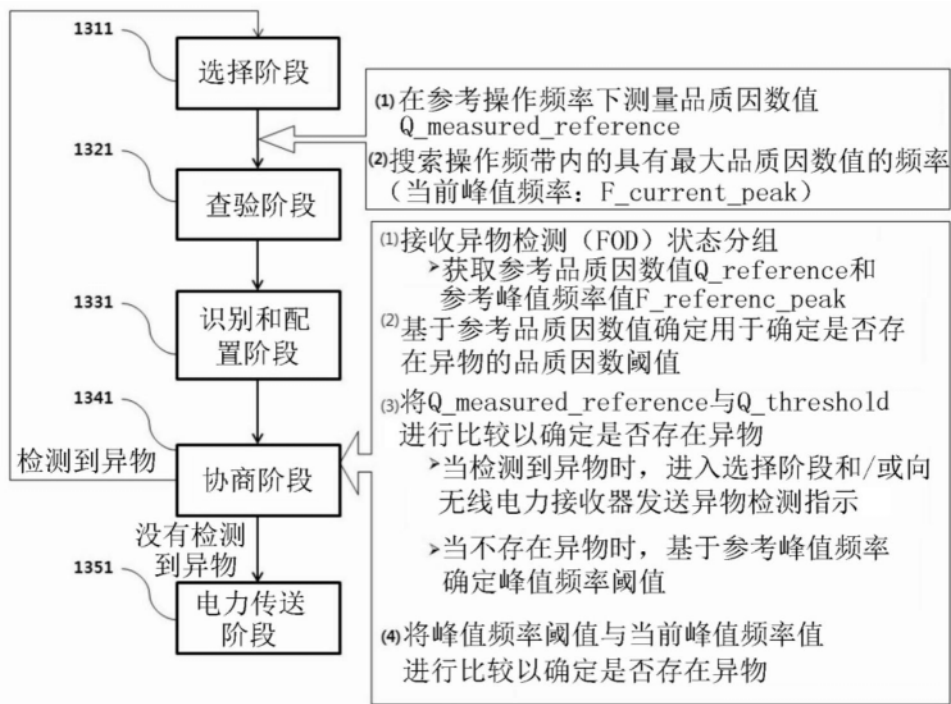 1311
选择阶段
(1)在参考操作频率下测量品质因数值
Q_measured_reference
(2)搜索操作频带内的具有最大品质因数值的频率
(当前峰值频率: F_current_peak)
1321
查验阶段
(1)接收异物检测（FOD）状态分组
➤获取参考品质因数值Q_reference和
参考峰值频率值F_referenc_peak
(2)基于参考品质因数值确定用于确定是否存
在异物的品质因数阈值
(3)将Q_measured_reference与Q_threshold
进行比较以确定是否存在异物
➤当检测到异物时，进入选择阶段和/或向
无线电力接收器发送异物检测指示
➤当不存在异物时，基于参考峰值频率
确定峰值频率阈值
(4)将峰值频率阈值与当前峰值频率值
进行比较以确定是否存在异物
1331
识别和配
置阶段
1341
检测到异物
协商阶段
没有检测
到异物
1351
电力传送
阶段